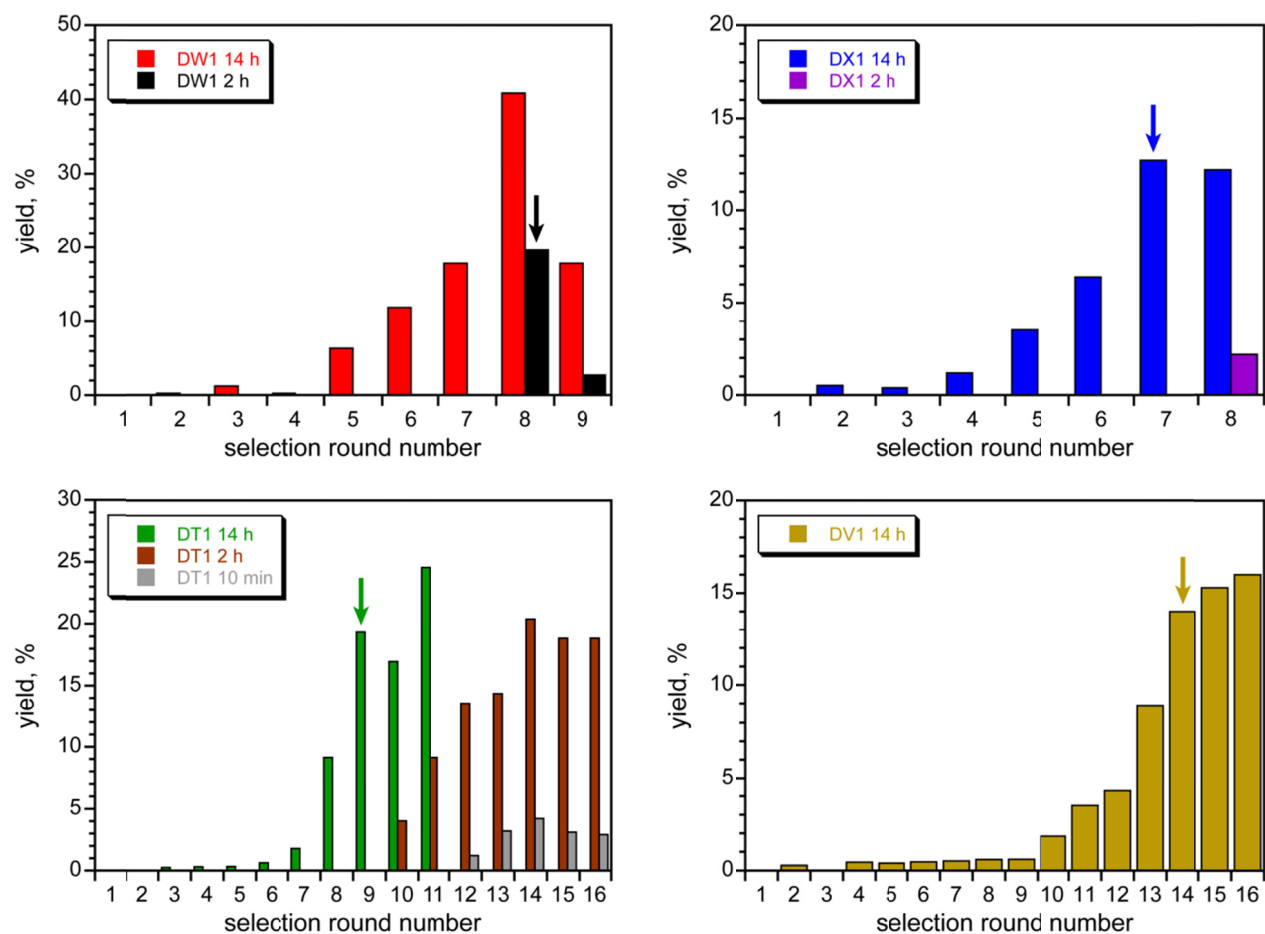 50
40
30
20
10
0
yield, %
DW1 14 h
DW1 2 h
1 2 3 4 5 6 7 8 9
selection round number
20
15
10
5
0
yield, %
DX1 14 h
DX1 2 h
1 2 3 4 5 6 7 8
selection round number
30
25
20
15
10
5
0
yield, %
DT1 14 h
DT1 2 h
DT1 10 min
1 2 3 4 5 6 7 8 9 10 11 12 13 14 15 16
selection round number
20
15
10
5
0
yield, %
DV1 14 h
1 2 3 4 5 6 7 8 9 10 11 12 13 14 15 16
selection round number